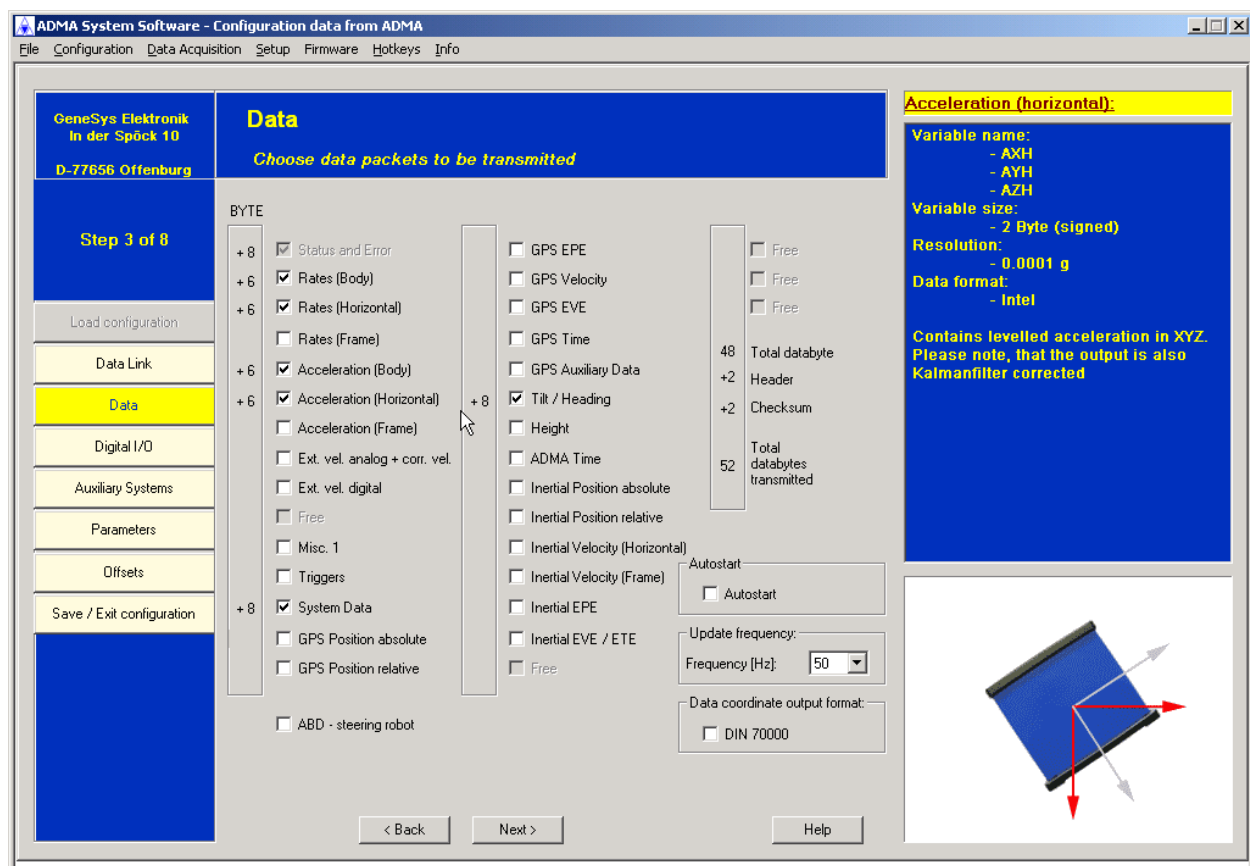 ADMA System Software - Configuration data from ADMA
File Configuration Data Acquisition Setup Firmware Hotkeys Info
GeneSys Elektronik
In der Spöck 10
D-77656 Offenburg
Data
Choose data packets to be transmitted
Step 3 of 8
Load configuration
Data Link
Data
Digital I/O
Auxiliary Systems
Parameters
Offsets
Save / Exit configuration
BYTE
+ 8 Status and Error
+ 6 Rates (Body)
+ 6 Rates (Horizontal)
Rates (Frame)
+ 6 Acceleration (Body)
+ 6 Acceleration (Horizontal)
Acceleration (Frame)
Ext. vel. analog + corr. vel.
Ext. vel. digital
Free
Misc. 1
Triggers
+ 8 System Data
GPS Position absolute
GPS Position relative
ABD - steering robot
GPS EPE
GPS Velocity
GPS EVE
GPS Time
GPS Auxiliary Data
+ 8 Tilt / Heading
Height
ADMA Time
Inertial Position absolute
Inertial Position relative
Inertial Velocity (Horizontal)
Inertial Velocity (Frame)
Inertial EPE
Inertial EVE / ETE
Free
Free
Free
Free
48 Total databyte
+2 Header
+2 Checksum
Total
52 databytes
transmitted
Autostart
Autostart
Update frequency:
Frequency [Hz]: 50
Data coordinate output format:
DIN 70000
< Back Next > Help
Acceleration (horizontal):
Variable name:
- AXH
- AYH
- AZH
Variable size:
- 2 Byte (signed)
Resolution:
- 0.0001 g
Data format:
- Intel
Contains levelled acceleration in XYZ.
Please note, that the output is also
Kalmanfilter corrected